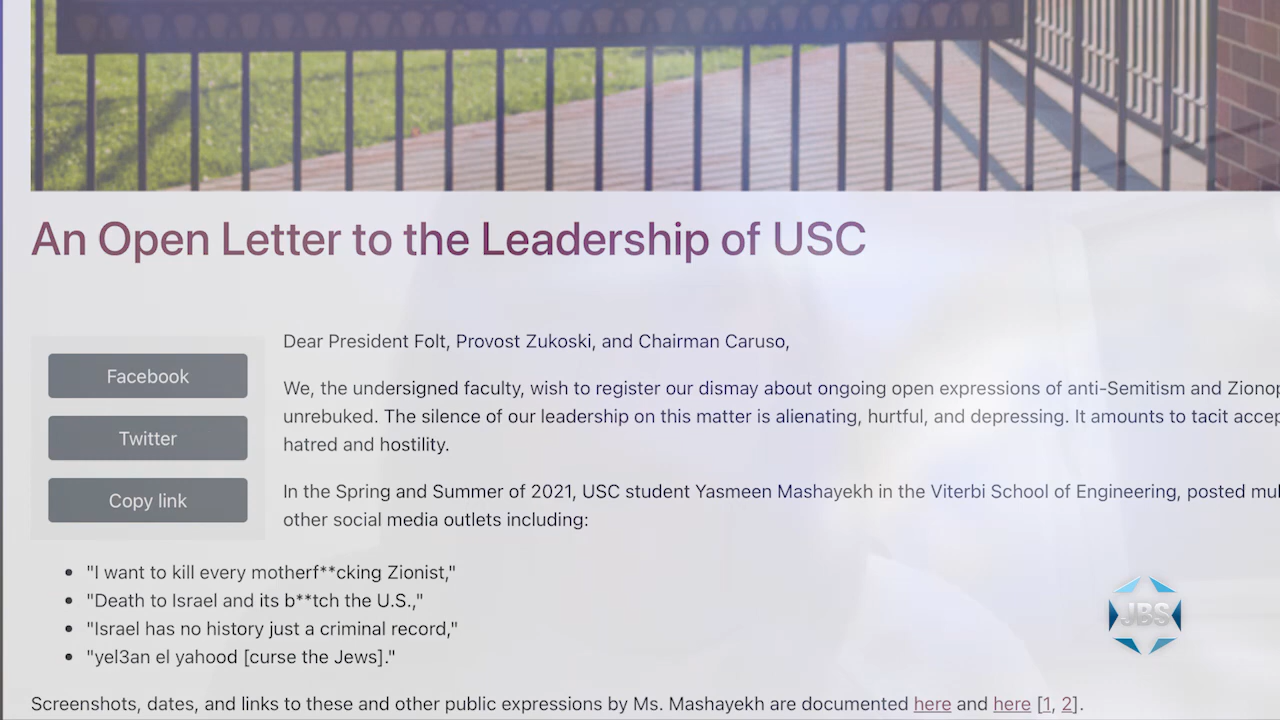 An Open Letter to the Leadership of USC
Dear President Folt, Provost Zukoski, and Chairman Caruso,
Facebook
We, the undersigned faculty, wish to register our dismay about ongoing open expressions of anti-Semitism and Zionop
unrebuked. The silence of our leadership on this matter is alienating, hurtful, and depressing. It amounts to tacit accep
Twitter
hatred and hostility.
Copy link
In the Spring and Summer of 2021, USC student Yasmeen Mashayekh in the Viterbi School of Engineering, posted mul
other social media outlets including:
• "I want to kill every motherf**cking Zionist,"
• "Death to Israel and its b**tch the U.S.,"
• "Israel has no history just a criminal record,"
• "yel3an el yahood [curse the Jews]."
JBS
Screenshots, dates, and links to these and other public expressions by Ms. Mashayekh are documented here and here [1, 2].